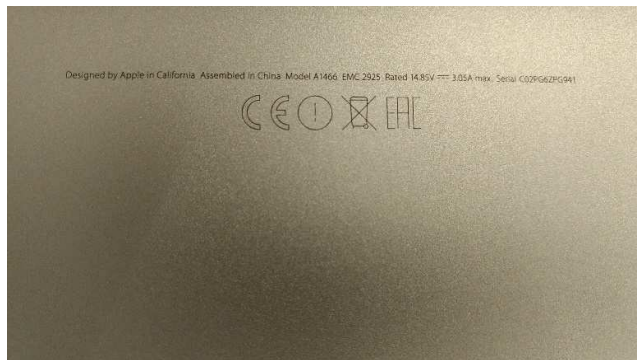 Designed by Apple in California Assembled in China Model A1466 EMC 2925 Rated 14.85V ⎓ 3.05A max. Serial
CE EAC